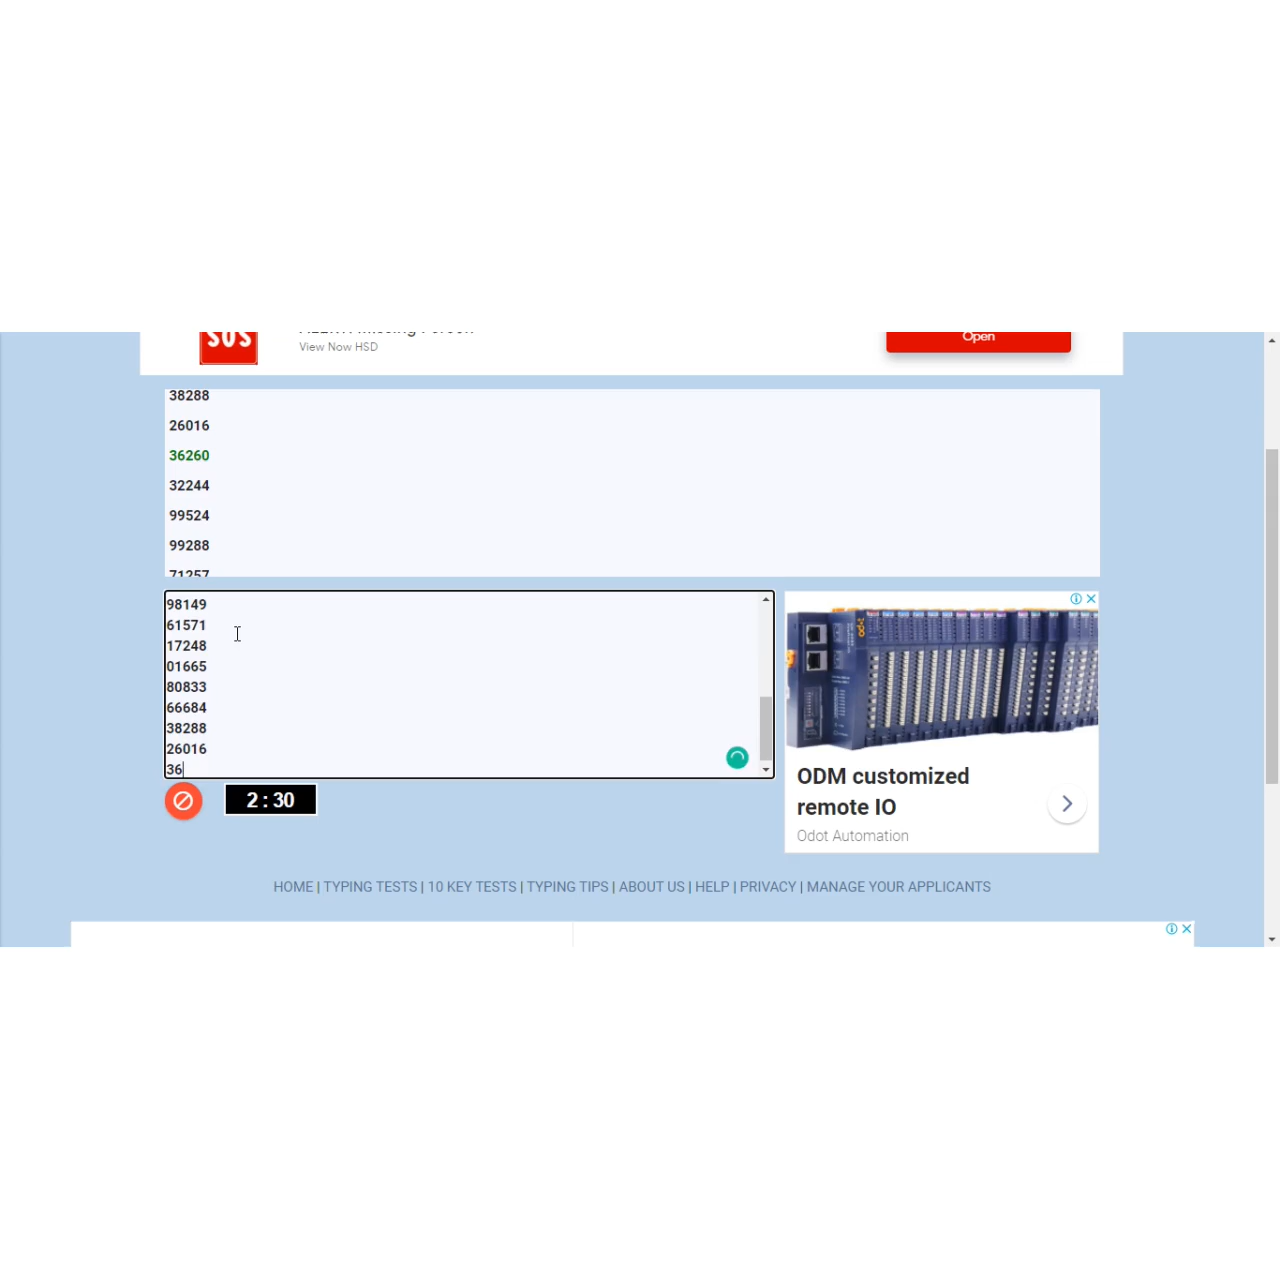 SOS
View Now HSD
Open
38288
26016
36260
32244
99524
99288
71257
98149
61571
17248
01665
80833
66684
38288
26016
36
2 : 30
ODM customized
remote IO
Odot Automation
HOME | TYPING TESTS | 10 KEY TESTS | TYPING TIPS | ABOUT US | HELP | PRIVACY | MANAGE YOUR APPLICANTS